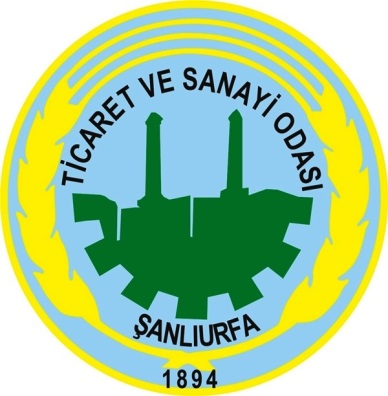 TİCARET VE SANAYİ ODASI
ŞANLIURFA
1894